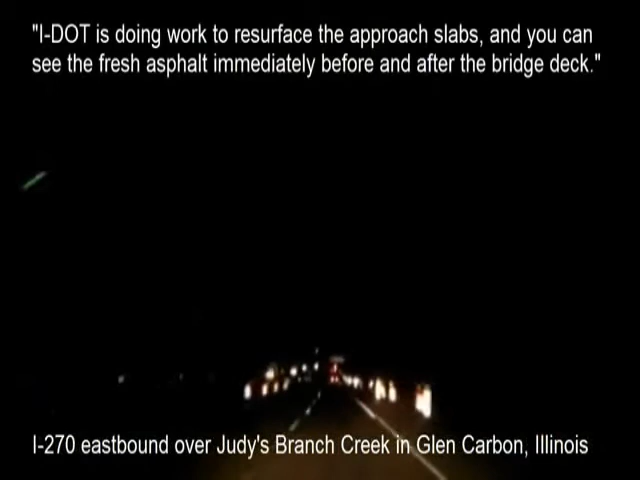 "I-DOT is doing work to resurface the approach slabs, and you can
see the fresh asphalt immediately before and after the bridge deck."
I-270 eastbound over Judy's Branch Creek in Glen Carbon, Illinois